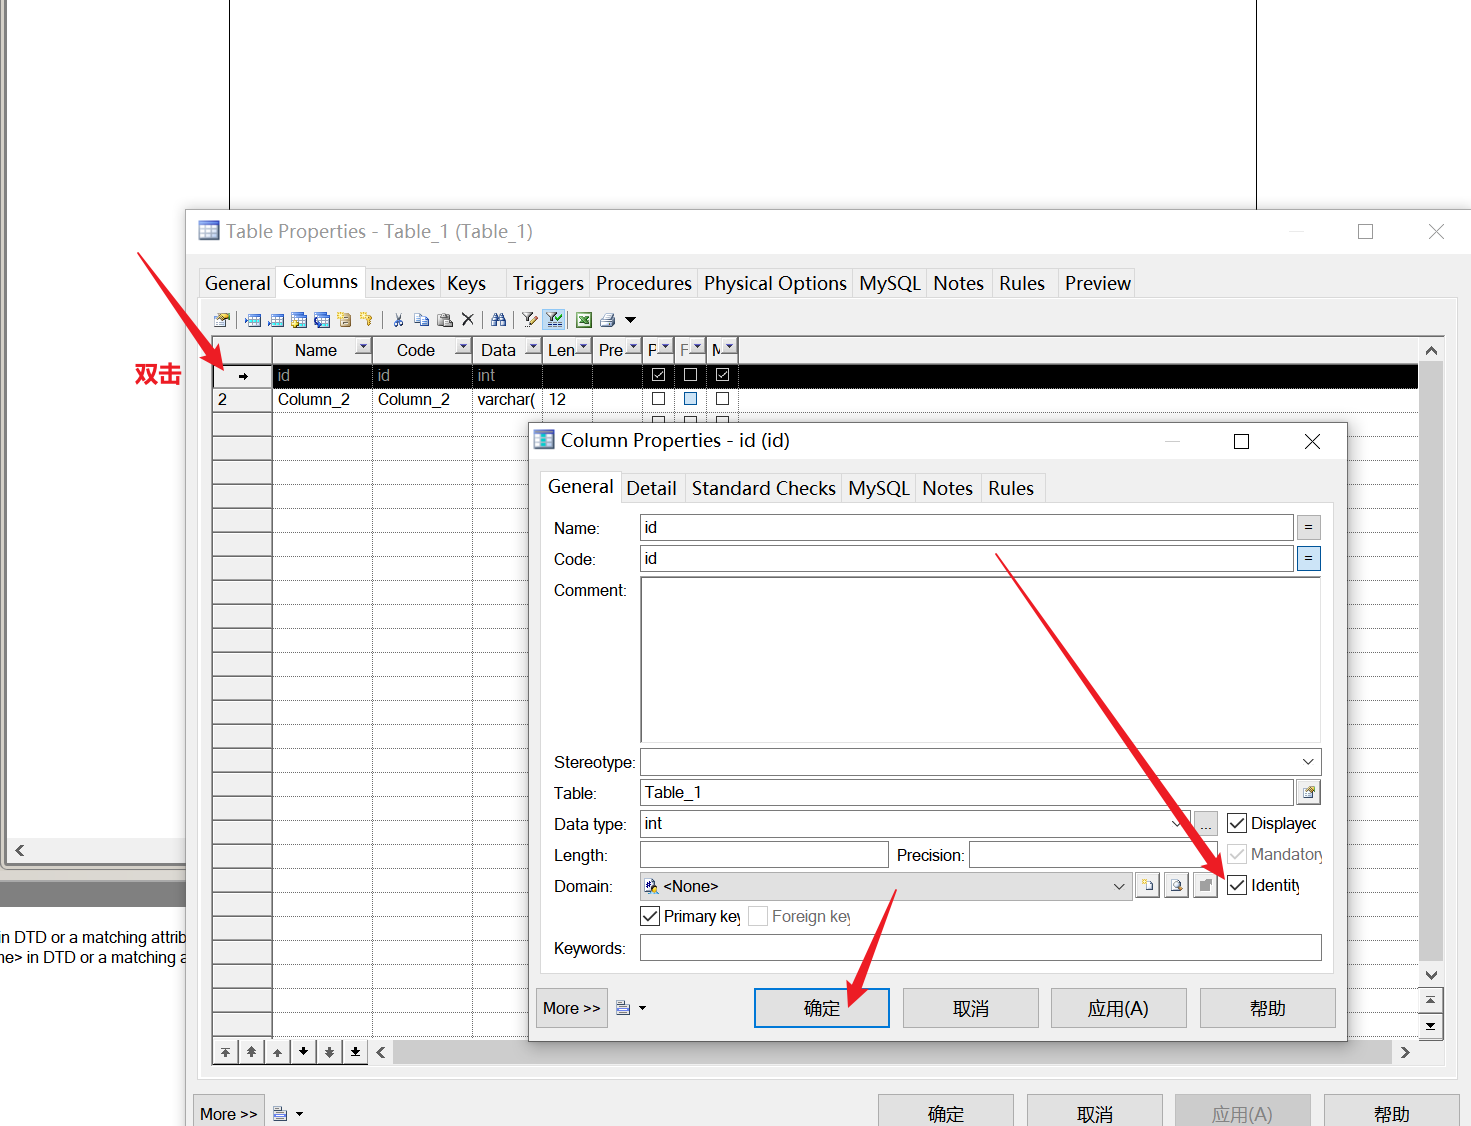 Table Properties - Table_1 (Table_1)
General Columns Indexes Keys Triggers Procedures Physical Options MySQL Notes Rules Preview
Name Code Data Len Pre P F M
双击
id id int
2 Column_2 Column_2 varchar( 12
Column Properties - id (id)
General Detail Standard Checks MySQL Notes Rules
Name: id =
Code: id =
Comment:
Stereotype:
Table: Table_1
Data type: int ... Displayed
Length: Precision: Mandatory
Domain: <None> Identity
Primary key Foreign key
in DTD or a matching attrib
Keywords:
ne> in DTD or a matching a
More >> 确定 取消 应用(A) 帮助
More >> 确定 取消 应用(A) 帮助